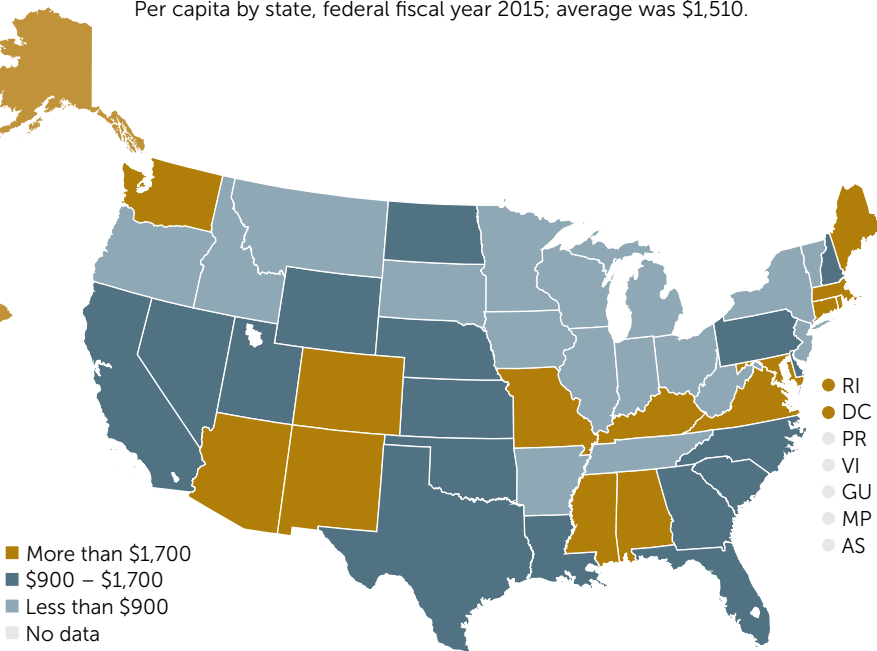 Per capita by state, federal fiscal year 2015; average was $1,510.
RI
DC
PR
VI
GU
MP
AS
More than $1,700
$900 – $1,700
Less than $900
No data